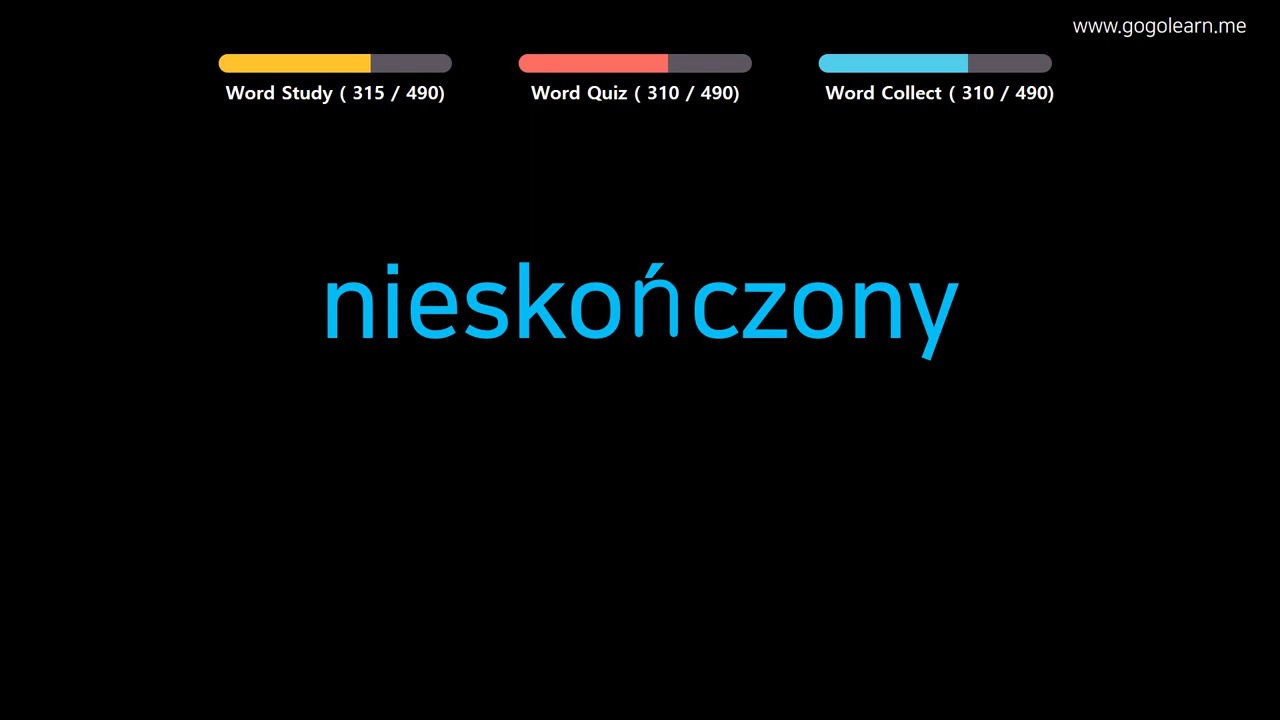 www.gogolearn.me
Word Study ( 315 / 490)
Word Quiz ( 310 / 490)
Word Collect ( 310 / 490)
nieskończony